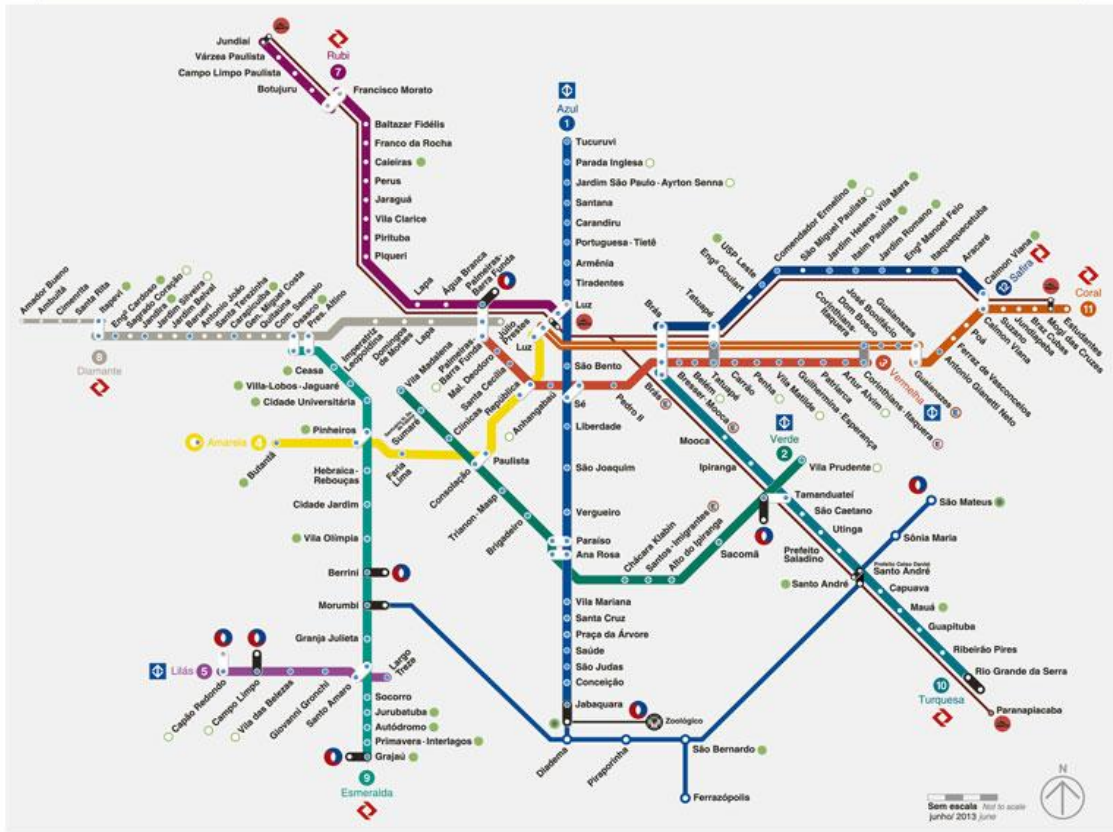 Jundiaí
Várzea Paulista
Campo Limpo Paulista
Botujuru
Rubi
7
Francisco Morato
Baltazar Fidélis
Franco da Rocha
Caieiras
Perus
Jaraguá
Vila Clarice
Pirituba
Piqueri
Lapa
Água Branca
Palmeiras-
Barra Funda
Azul
1
Tucuruvi
Parada Inglesa
Jardim São Paulo - Ayrton Senna
Santana
Carandiru
Portuguesa - Tietê
Armênia
Tiradentes
Luz
São Bento
Sé
Liberdade
São Joaquim
Vergueiro
Paraíso
Ana Rosa
Vila Mariana
Santa Cruz
Praça da Árvore
Saúde
São Judas
Conceição
Jabaquara
Zoológico
Amador Bueno
Ambuitá
Cimenrita
Santa Rita
Itapevi
Engº Cardoso
Sagrado Coração
Jandira
Jardim Silveira
Jardim Belval
Barueri
Antonio João
Santa Terezinha
Carapicuiba
Gen. Miguel Costa
Quitaúna
Com. Sampaio
Osasco
Pres. Altino
Imperatriz
Leopoldina
Domingos
de Moraes
Lapa
Palmeiras-
Barra Funda
Júlio
Prestes
8
Diamante
Ceasa
Villa-Lobos - Jaguaré
Cidade Universitária
Pinheiros
Hebraica -
Rebouças
Cidade Jardim
Vila Olímpia
Berrini
Morumbi
Granja Julieta
Socorro
Jurubatuba
Autódromo
Primavera - Interlagos
Grajaú
9
Esmeralda
Amarela
4
Butantã
Faria
Lima
Paulista
República
Luz
Vila Madalena
Sumaré
Clínicas
Consolação
Trianon - Masp
Brigadeiro
Chácara Klabin
Santos - Imigrantes
E
Alto do Ipiranga
Sacomã
Vila Prudente
Verde
2
Mal. Deodoro
Santa Cecília
Anhangabaú
Pedro II
Brás
E
Bresser - Mooca
E
Belém
Tatuapé
Carrão
Penha
Vila Matilde
Guilhermina - Esperança
Patriarca
Artur Alvim
Corinthians - Itaquera
E
3
Vermelha
Brás
Tatuapé
Engº Goulart
USP Leste
Comendador Ermelino
São Miguel Paulista
Jardim Helena - Vila Mara
Itaim Paulista
Jardim Romano
Engº Manoel Feio
Itaquaquecetuba
Aracaré
Calmon Viana
12
Safira
Coral
11
Corinthians-
Itaquera
Dom Bosco
José Bonifácio
Guaianazes
Guaianazes
E
Antonio Gianetti Neto
Ferraz de Vasconcelos
Poá
Calmon Viana
Suzano
Jundiapeba
Braz Cubas
Mogi das Cruzes
Estudantes
Mooca
Ipiranga
Tamanduateí
São Caetano
Utinga
Prefeito
Saladino
Prefeito Celso Daniel
Santo André
Santo André
Capuava
Mauá
Guapituba
Ribeirão Pires
Rio Grande da Serra
Paranapiacaba
10
Turquesa
São Mateus
Sônia Maria
Lilás
5
Capão Redondo
Campo Limpo
Vila das Belezas
Giovanni Gronchi
Santo Amaro
Largo
Treze
Diadema
Piraporinha
São Bernardo
Ferrazópolis
N
Sem escala Not to scale
junho/ 2013 june